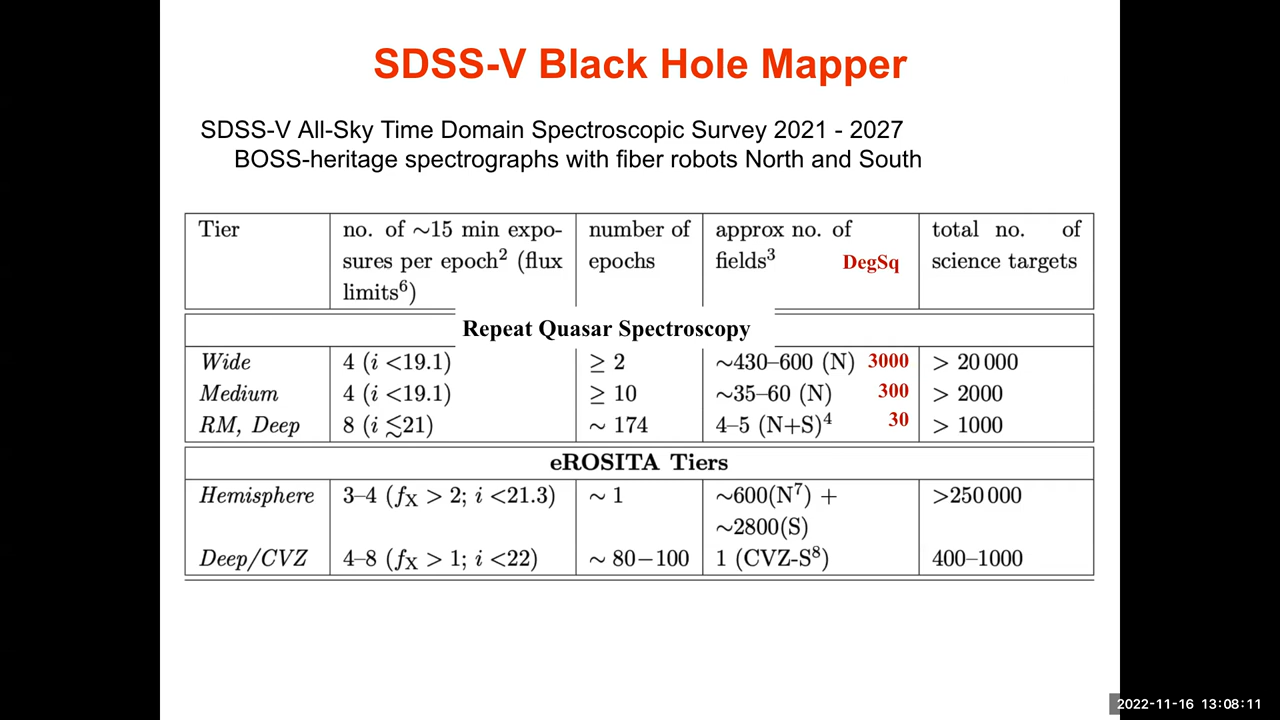 SDSS-V Black Hole Mapper
SDSS-V All-Sky Time Domain Spectroscopic Survey 2021 - 2027
BOSS-heritage spectrographs with fiber robots North and South
Tier
no. of ~15 min expo-
sures per epoch² (flux
limits⁶)
number of
epochs
approx no. of
fields³
DegSq
total no. of
science targets
Repeat Quasar Spectroscopy
Wide 4 (i <19.1) ≥ 2 ~430–600 (N) 3000 > 20 000
Medium 4 (i <19.1) ≥ 10 ~35–60 (N) 300 > 2000
RM, Deep 8 (i ≲21) ~ 174 4–5 (N+S)⁴ 30 > 1000
eROSITA Tiers
Hemisphere 3–4 (fX > 2; i <21.3) ~ 1 ~600(N⁷) + >250 000
~2800(S)
Deep/CVZ 4–8 (fX > 1; i <22) ~ 80–100 1 (CVZ-S⁸) 400–1000
2022-11-16 13:08:11